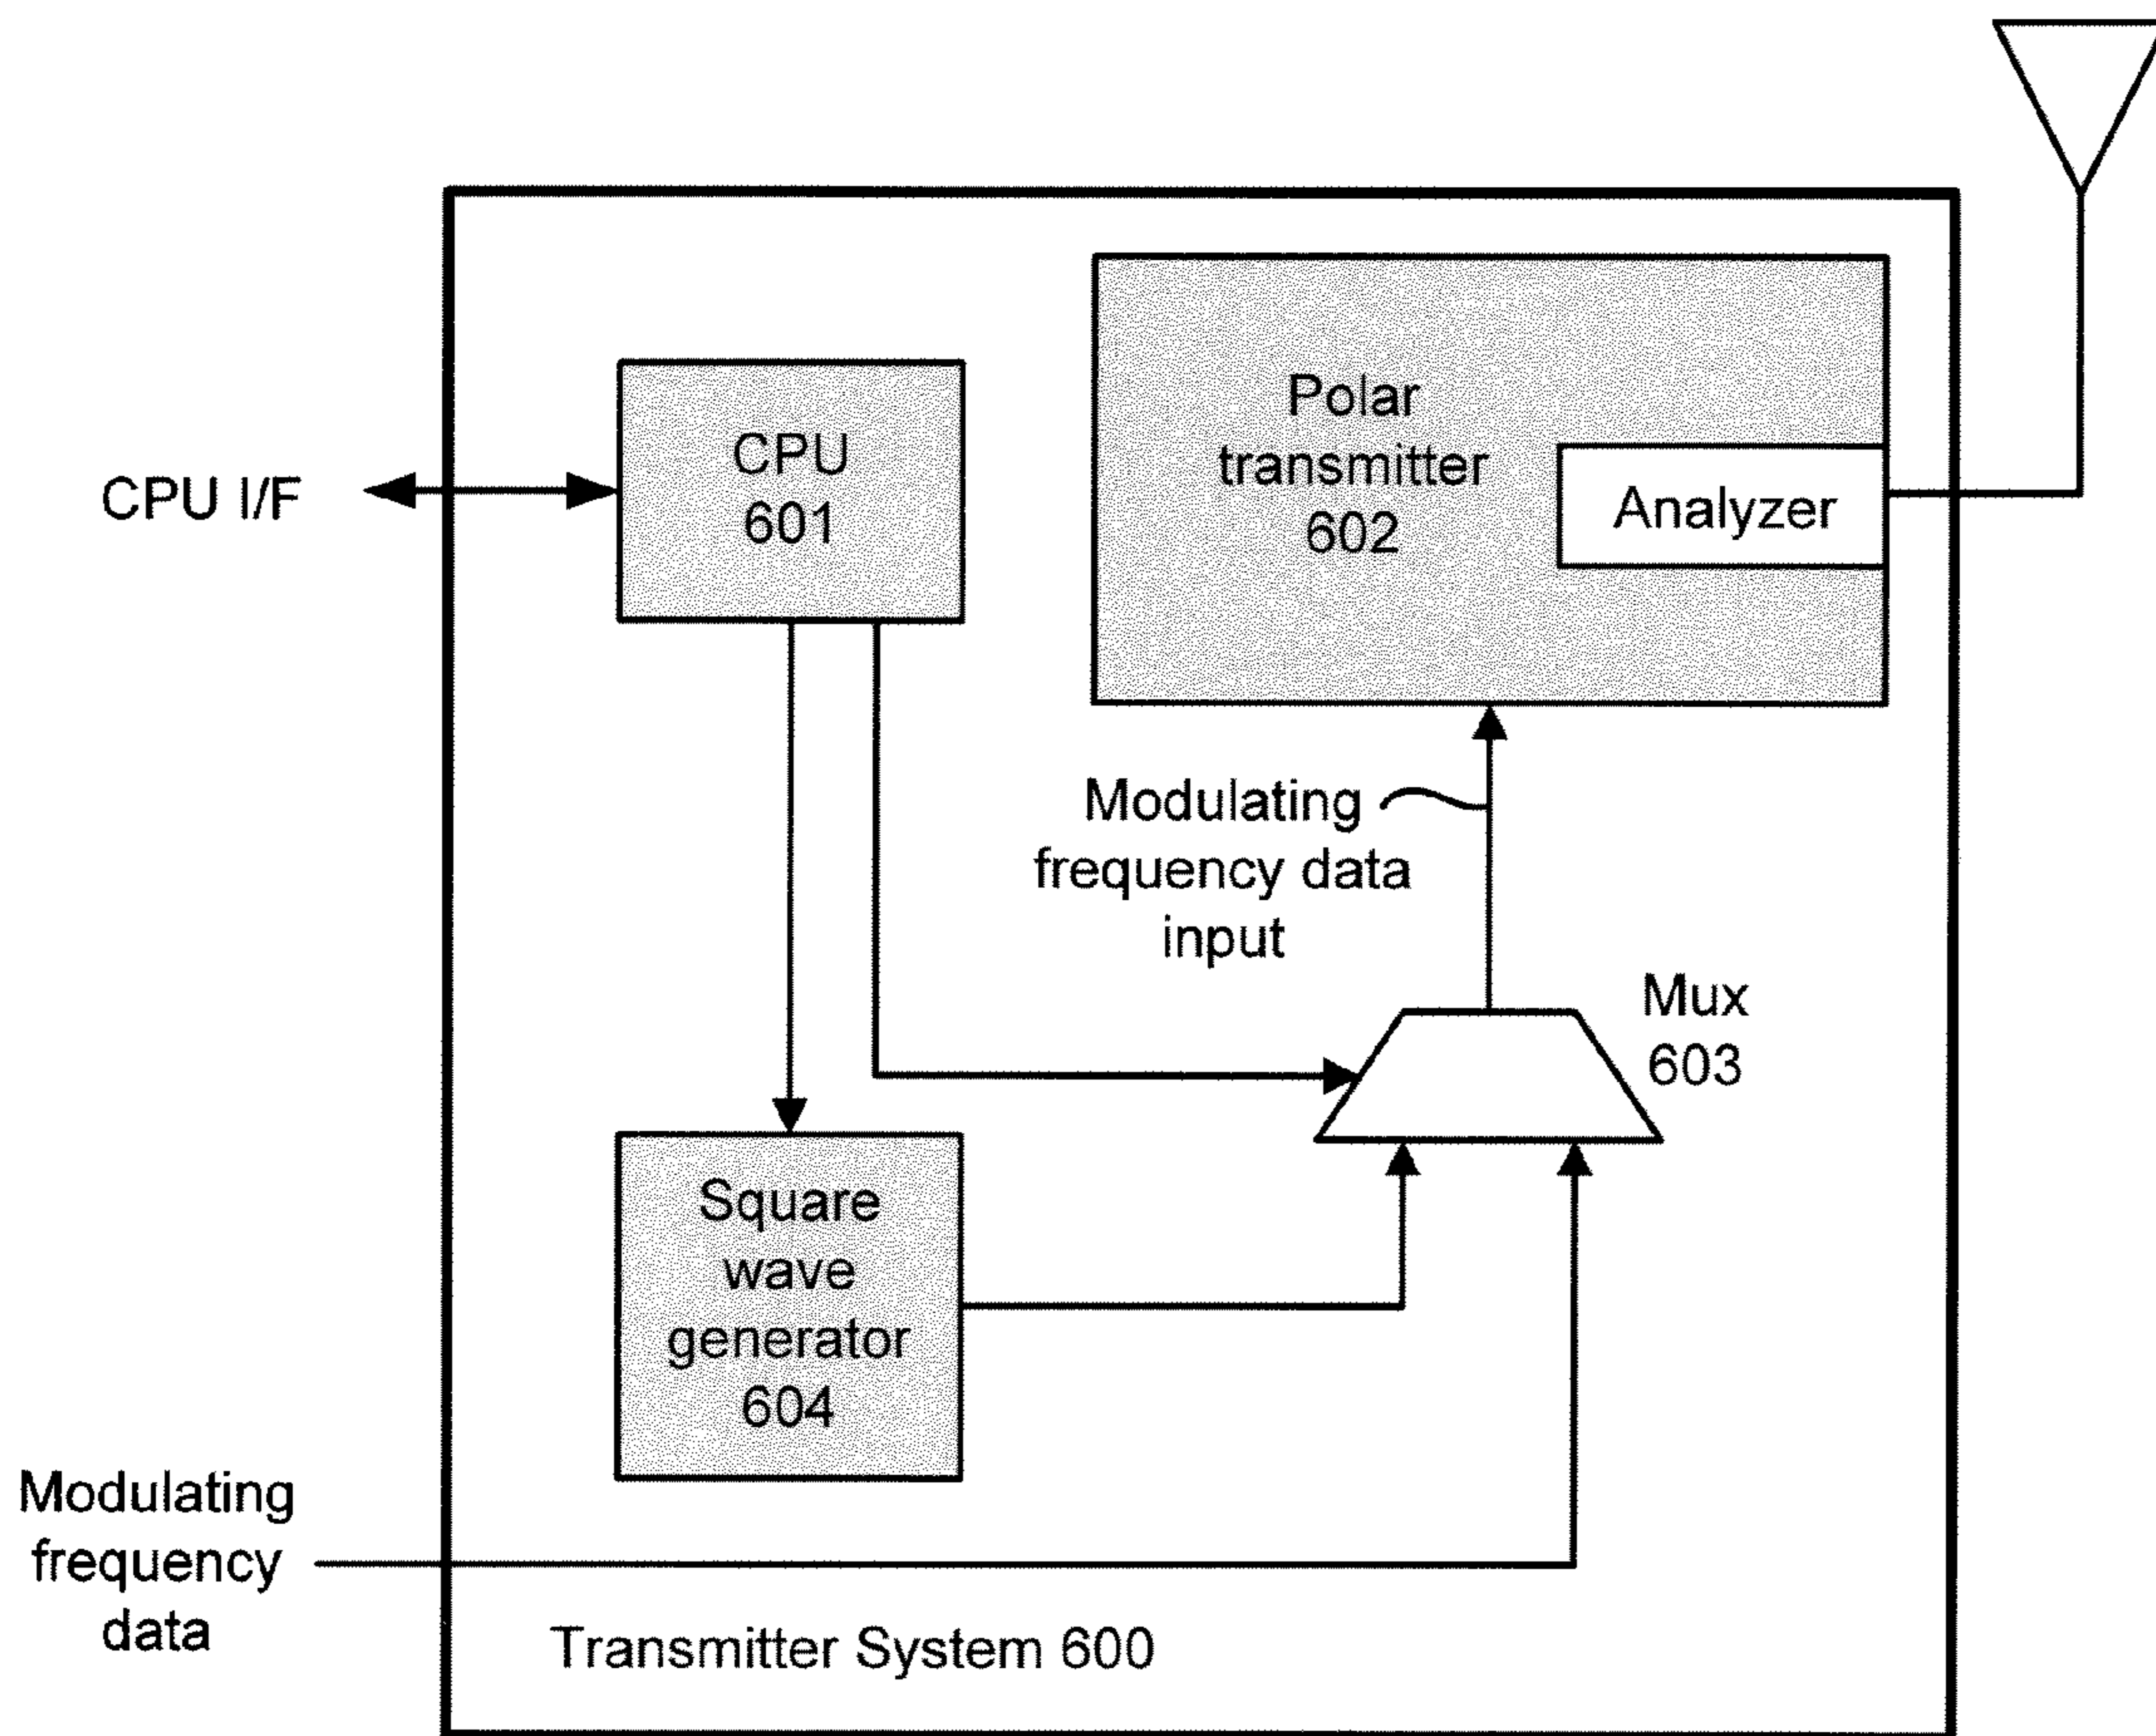 CPU I/F
CPU
601
Polar
transmitter
602
Analyzer
Modulating
frequency data
input
Mux
603
Square
wave
generator
604
Modulating
frequency
data
Transmitter System 600